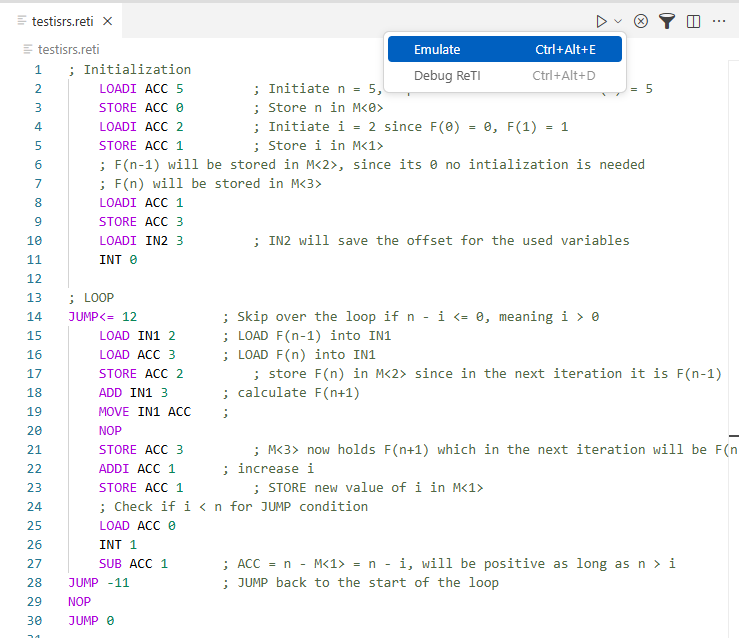 testisrs.reti
testisrs.reti
Emulate Ctrl+Alt+E
Debug ReTI Ctrl+Alt+D
1 ; Initialization
2 LOADI ACC 5 ; Initiate n = 5, = 5
3 STORE ACC 0 ; Store n in M<0>
4 LOADI ACC 2 ; Initiate i = 2 since F(0) = 0, F(1) = 1
5 STORE ACC 1 ; Store i in M<1>
6 ; F(n-1) will be stored in M<2>, since its 0 no intialization is needed
7 ; F(n) will be stored in M<3>
8 LOADI ACC 1
9 STORE ACC 3
10 LOADI IN2 3 ; IN2 will save the offset for the used variables
11 INT 0
12
13 ; LOOP
14 JUMP<= 12 ; Skip over the loop if n - i <= 0, meaning i > 0
15 LOAD IN1 2 ; LOAD F(n-1) into IN1
16 LOAD ACC 3 ; LOAD F(n) into IN1
17 STORE ACC 2 ; store F(n) in M<2> since in the next iteration it is F(n-1)
18 ADD IN1 3 ; calculate F(n+1)
19 MOVE IN1 ACC ;
20 NOP
21 STORE ACC 3 ; M<3> now holds F(n+1) which in the next iteration will be F(n
22 ADDI ACC 1 ; increase i
23 STORE ACC 1 ; STORE new value of i in M<1>
24 ; Check if i < n for JUMP condition
25 LOAD ACC 0
26 INT 1
27 SUB ACC 1 ; ACC = n - M<1> = n - i, will be positive as long as n > i
28 JUMP -11 ; JUMP back to the start of the loop
29 NOP
30 JUMP 0